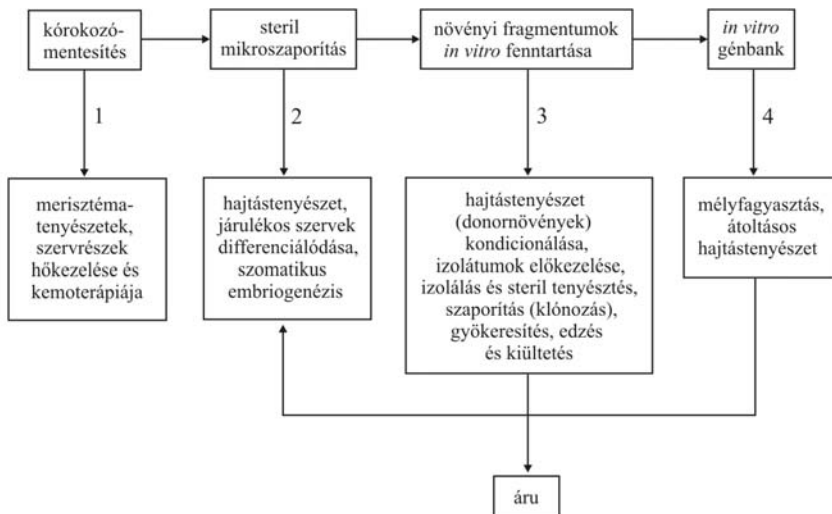 kórokozó-
mentesítés
steril
mikroszaporítás
növényi fragmentumok
in vitro fenntartása
in vitro
génbank
1
2
3
4
merisztéma-
tenyészetek,
szervrészek
hőkezelése és
kemoterápiája
hajtástenyészet,
járulékos szervek
differenciálódása,
szomatikus
embriogenézis
hajtástenyészet
(donornövények)
kondicionálása,
izolátumok előkezelése,
izolálás és steril tenyésztés,
szaporítás (klónozás),
gyökeresítés, edzés
és kiültetés
mélyfagyasztás,
átoltásos
hajtástenyészet
áru